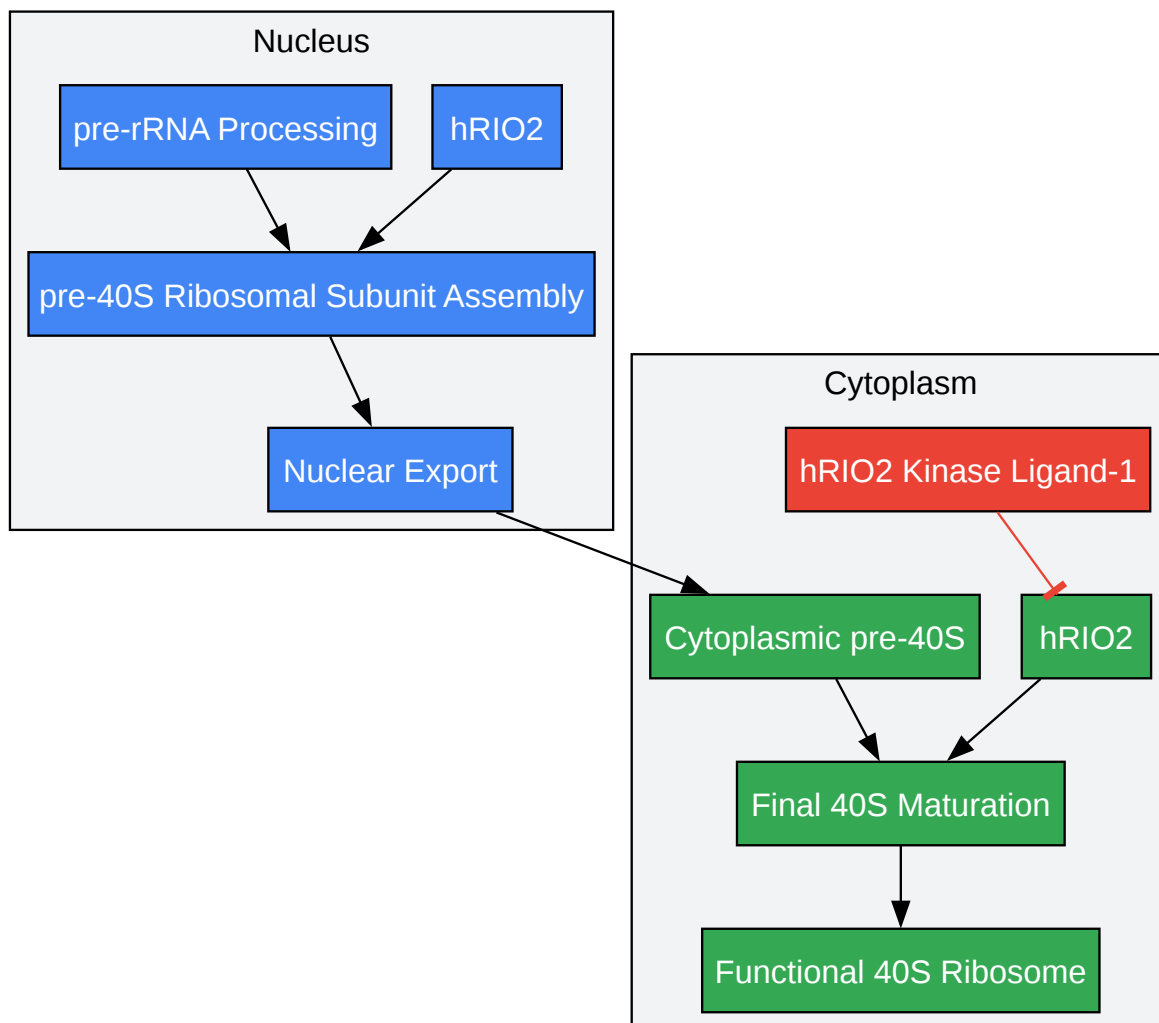 Nucleus
pre-rRNA Processing
hRIO2
pre-40S Ribosomal Subunit Assembly
Nuclear Export
Cytoplasm
hRIO2 Kinase Ligand-1
Cytoplasmic pre-40S
hRIO2
Final 40S Maturation
Functional 40S Ribosome